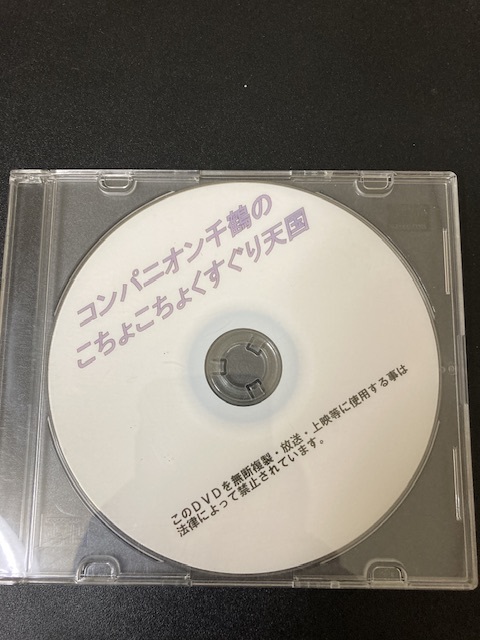 コンパニオン千鶴の
こちょこちょくすぐり天国
このDVDを無断複製・放送・上映等に使用する事は
法律によって禁止されています。